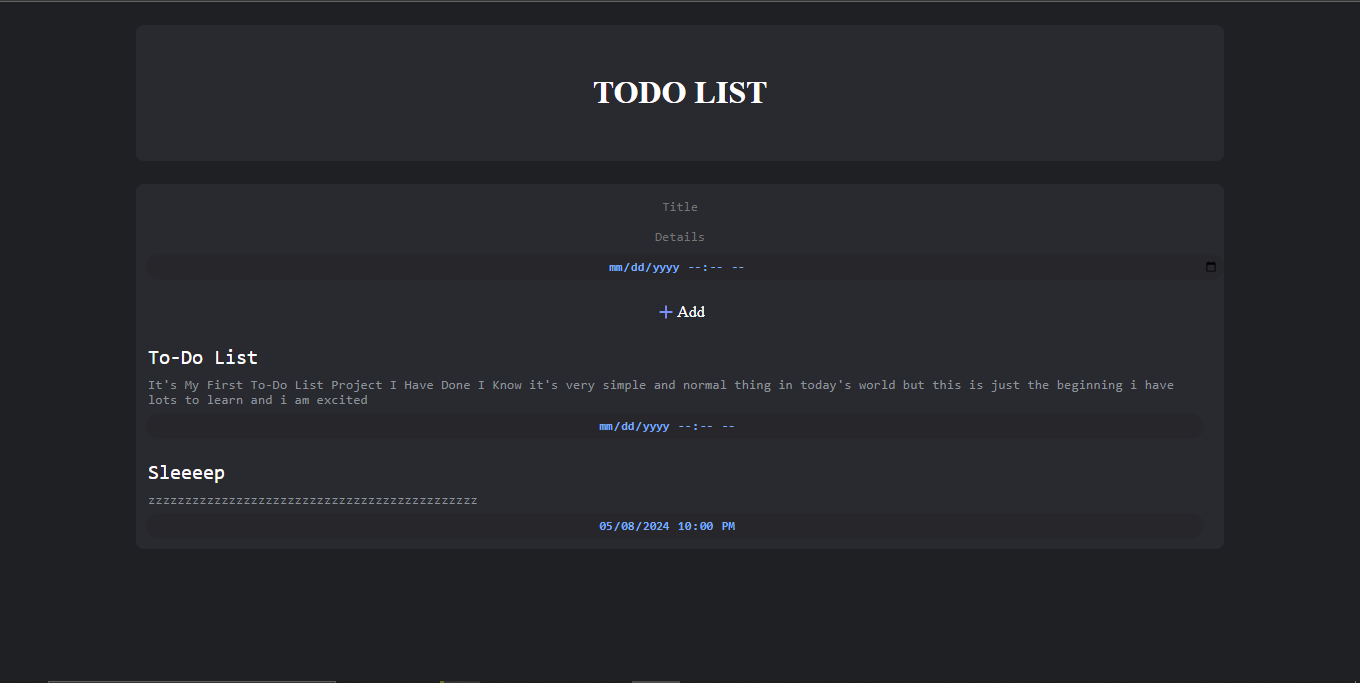 TODO LIST
Title
Details
mm/dd/yyyy --:-- --
+ Add
To-Do List
It's My First To-Do List Project I Have Done I Know it's very simple and normal thing in today's world but this is just the beginning i have
lots to learn and i am excited
mm/dd/yyyy --:-- --
Sleeeep
zzzzzzzzzzzzzzzzzzzzzzzzzzzzzzzzzzzzzzzzzzzzz
05/08/2024 10:00 PM